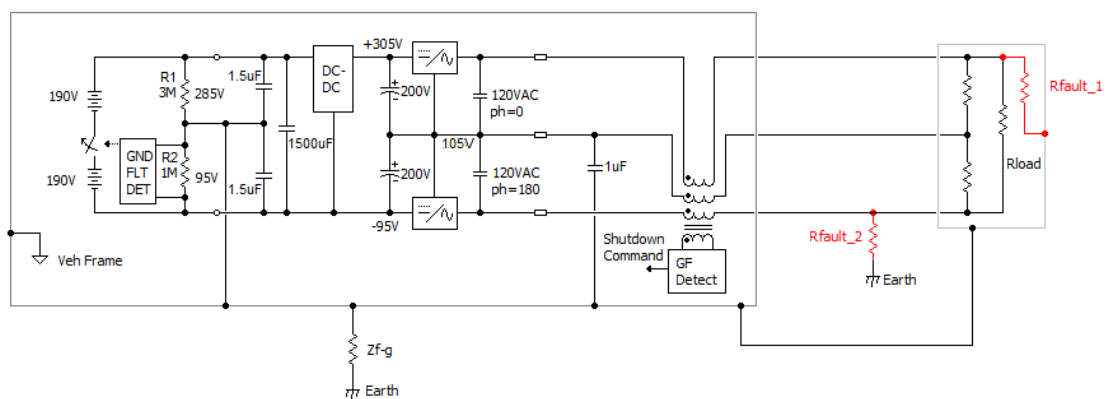 +305V
190V
R1
3M
285V
1.5uF
DC-
DC
200V
120VAC
ph=0
190V
GND
FLT
DET
R2
1M
95V
1.5uF
1500uF
105V
200V
120VAC
ph=180
1uF
-95V
Veh Frame
Shutdown
Command
GF
Detect
Zf-g
Earth
Rfault_1
Rload
Rfault_2
Earth